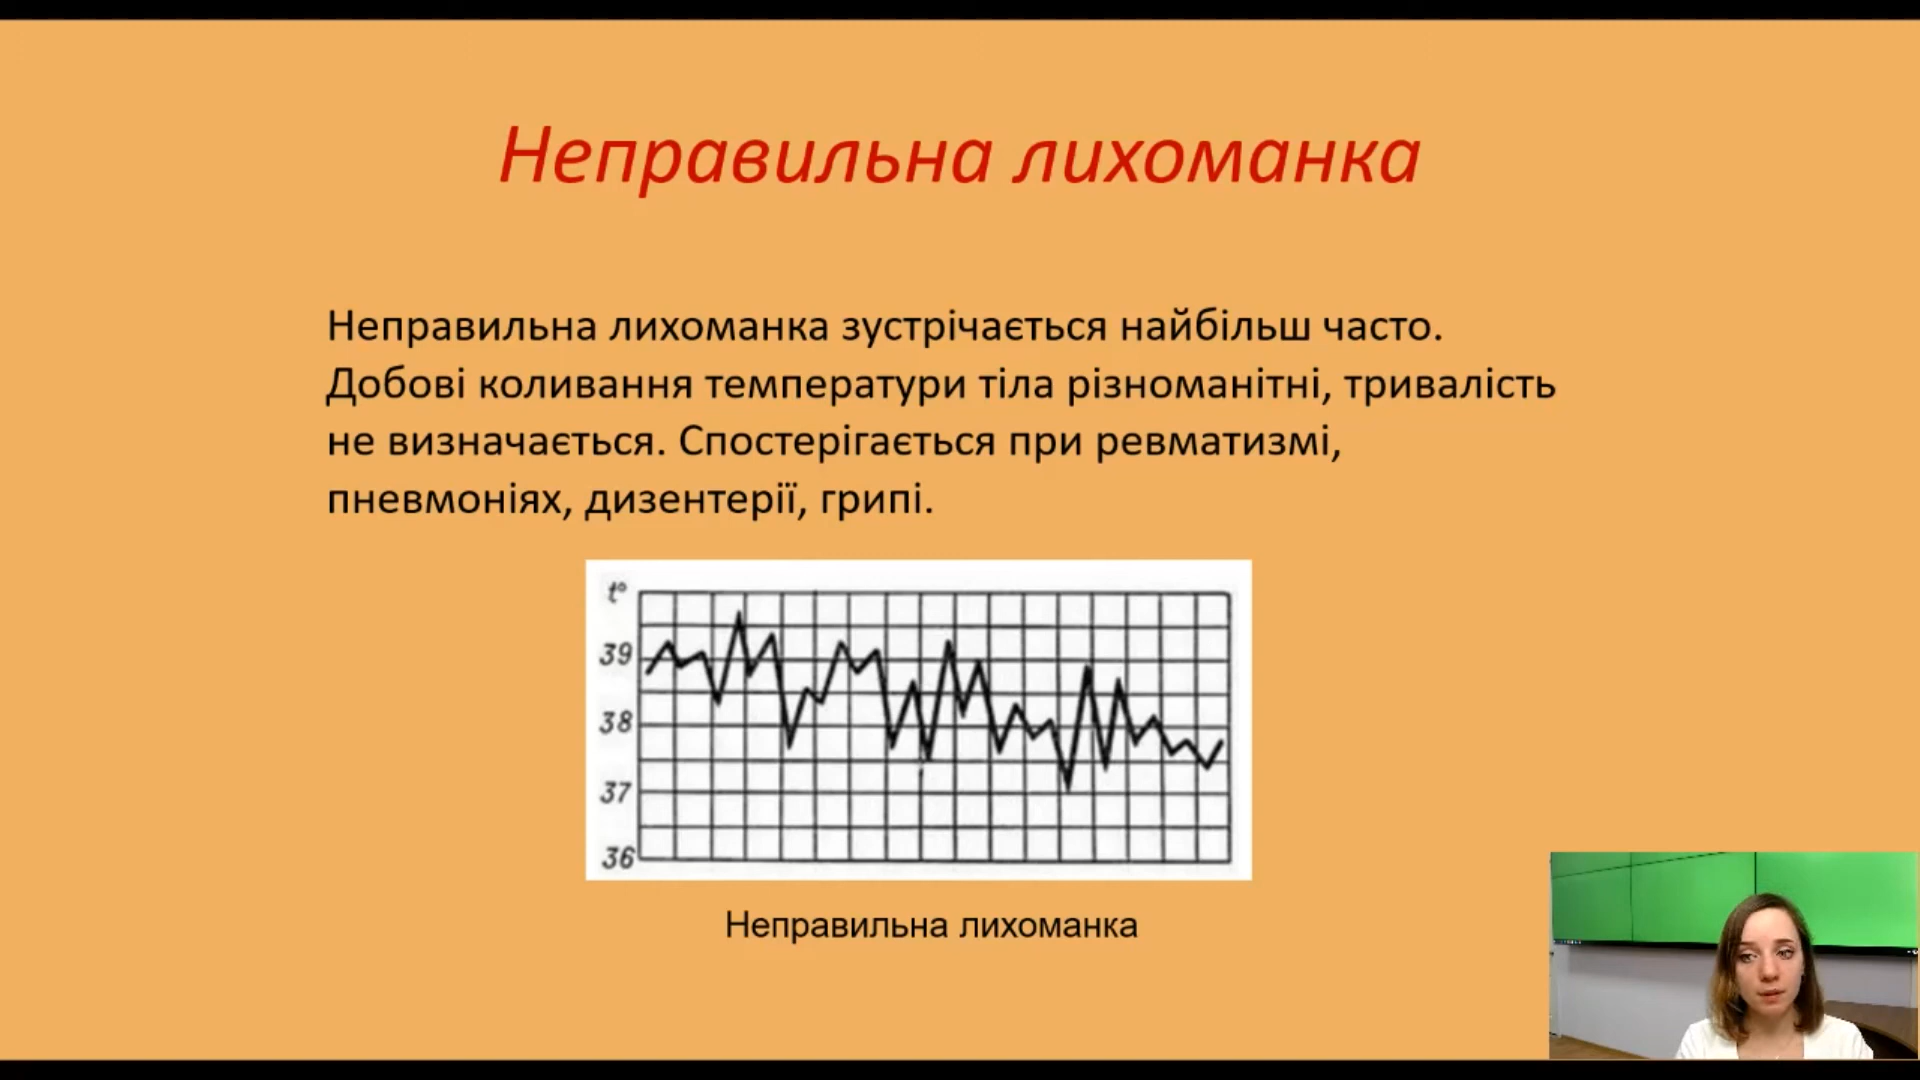 Неправильна лихоманка
Неправильна лихоманка зустрічається найбільш часто.
Добові коливання температури тіла різноманітні, тривалість
не визначається. Спостерігається при ревматизмі,
пневмоніях, дизентерії, грипі.
t°
39
38
37
36
Неправильна лихоманка